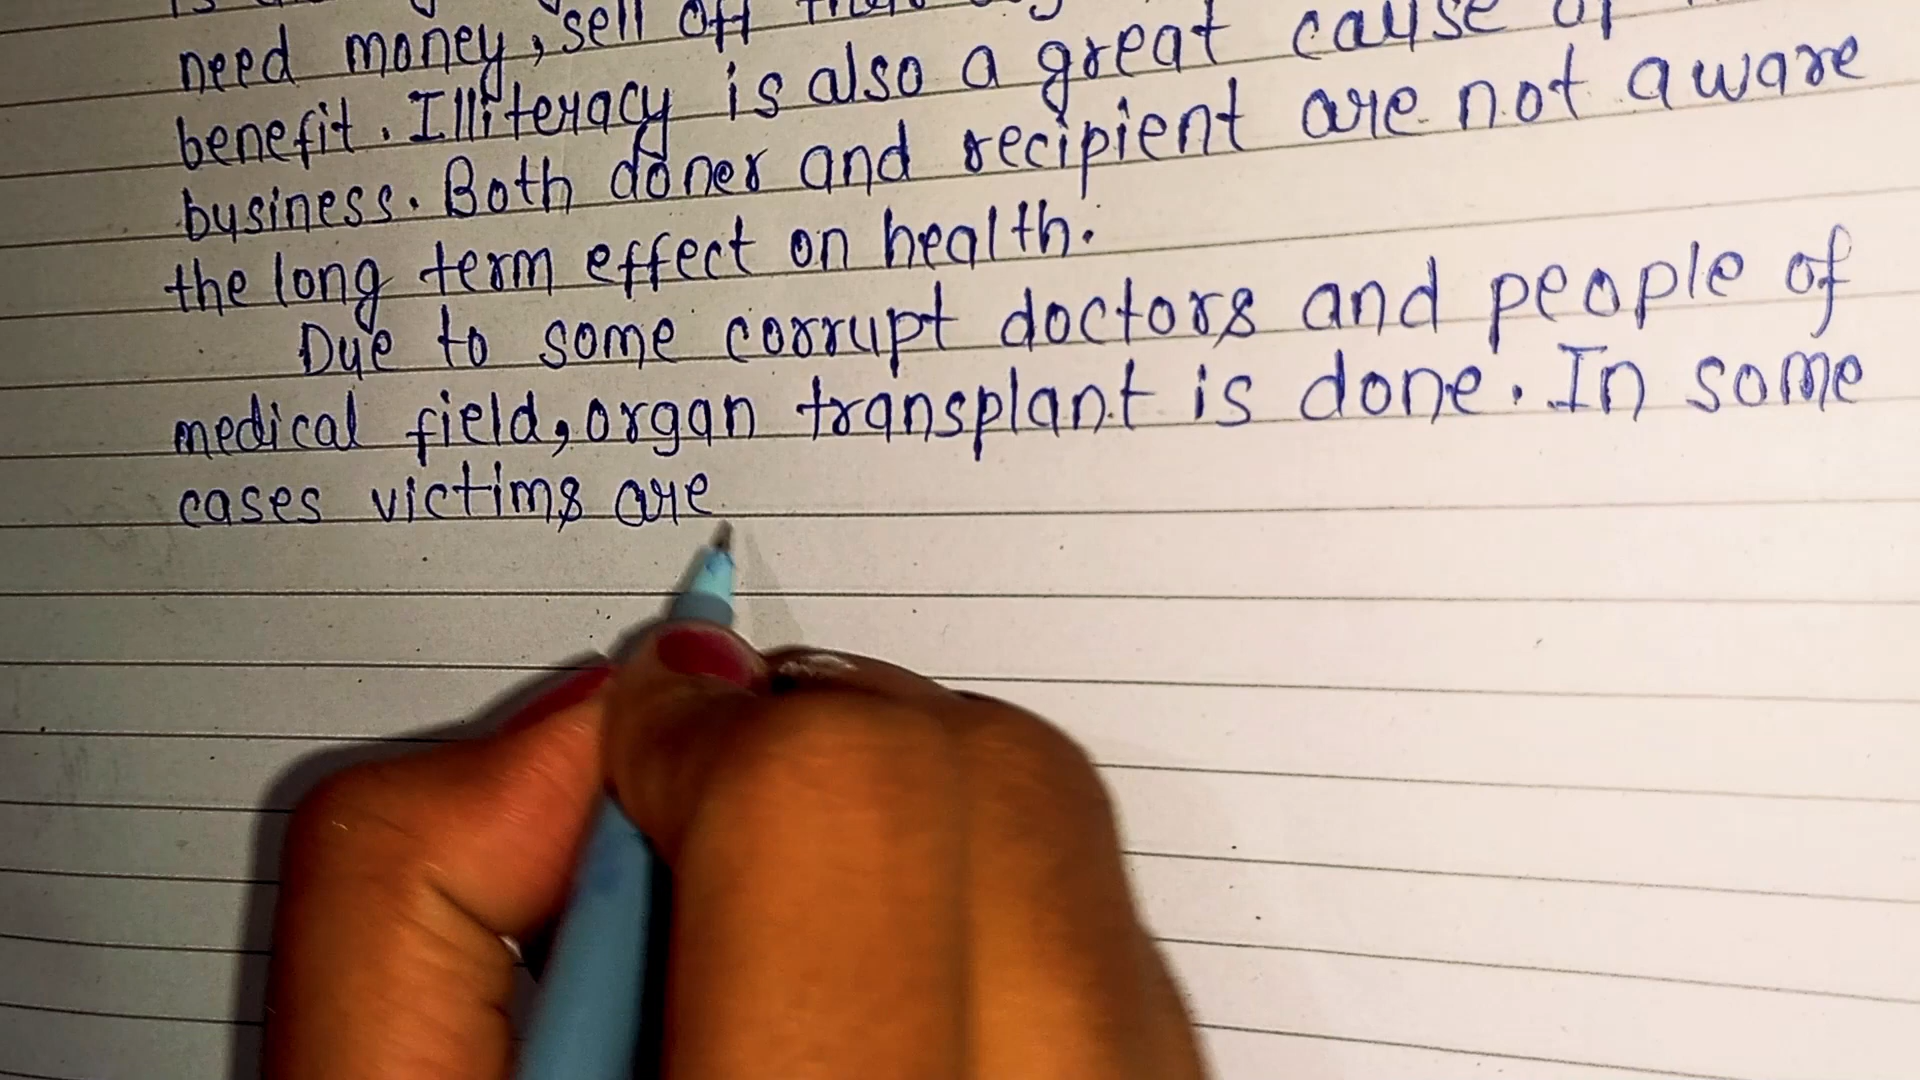 need money, sell off
benefit. Illiteracy is also a great cause of
business. Both doner and recipient are not aware
the long term effect on health.
Due to some corrupt doctors and people of
medical field, organ transplant is done. In some
cases victims are